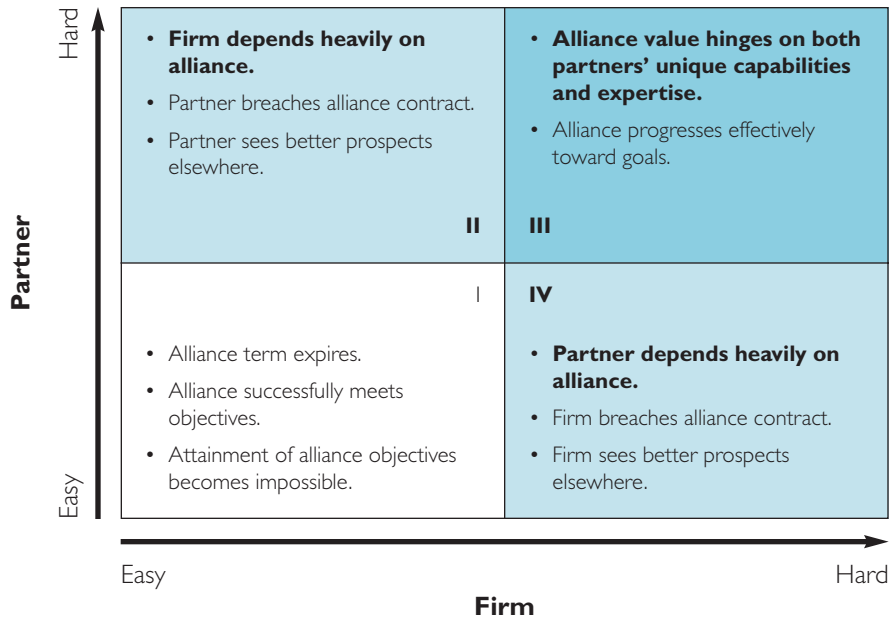 Hard
• Firm depends heavily on
alliance.
• Partner breaches alliance contract.
• Partner sees better prospects
elsewhere.
II
• Alliance value hinges on both
partners’ unique capabilities
and expertise.
• Alliance progresses effectively
toward goals.
III
Partner
I
• Alliance term expires.
• Alliance successfully meets
objectives.
• Attainment of alliance objectives
becomes impossible.
IV
• Partner depends heavily on
alliance.
• Firm breaches alliance contract.
• Firm sees better prospects
elsewhere.
Easy
Easy
Hard
Firm